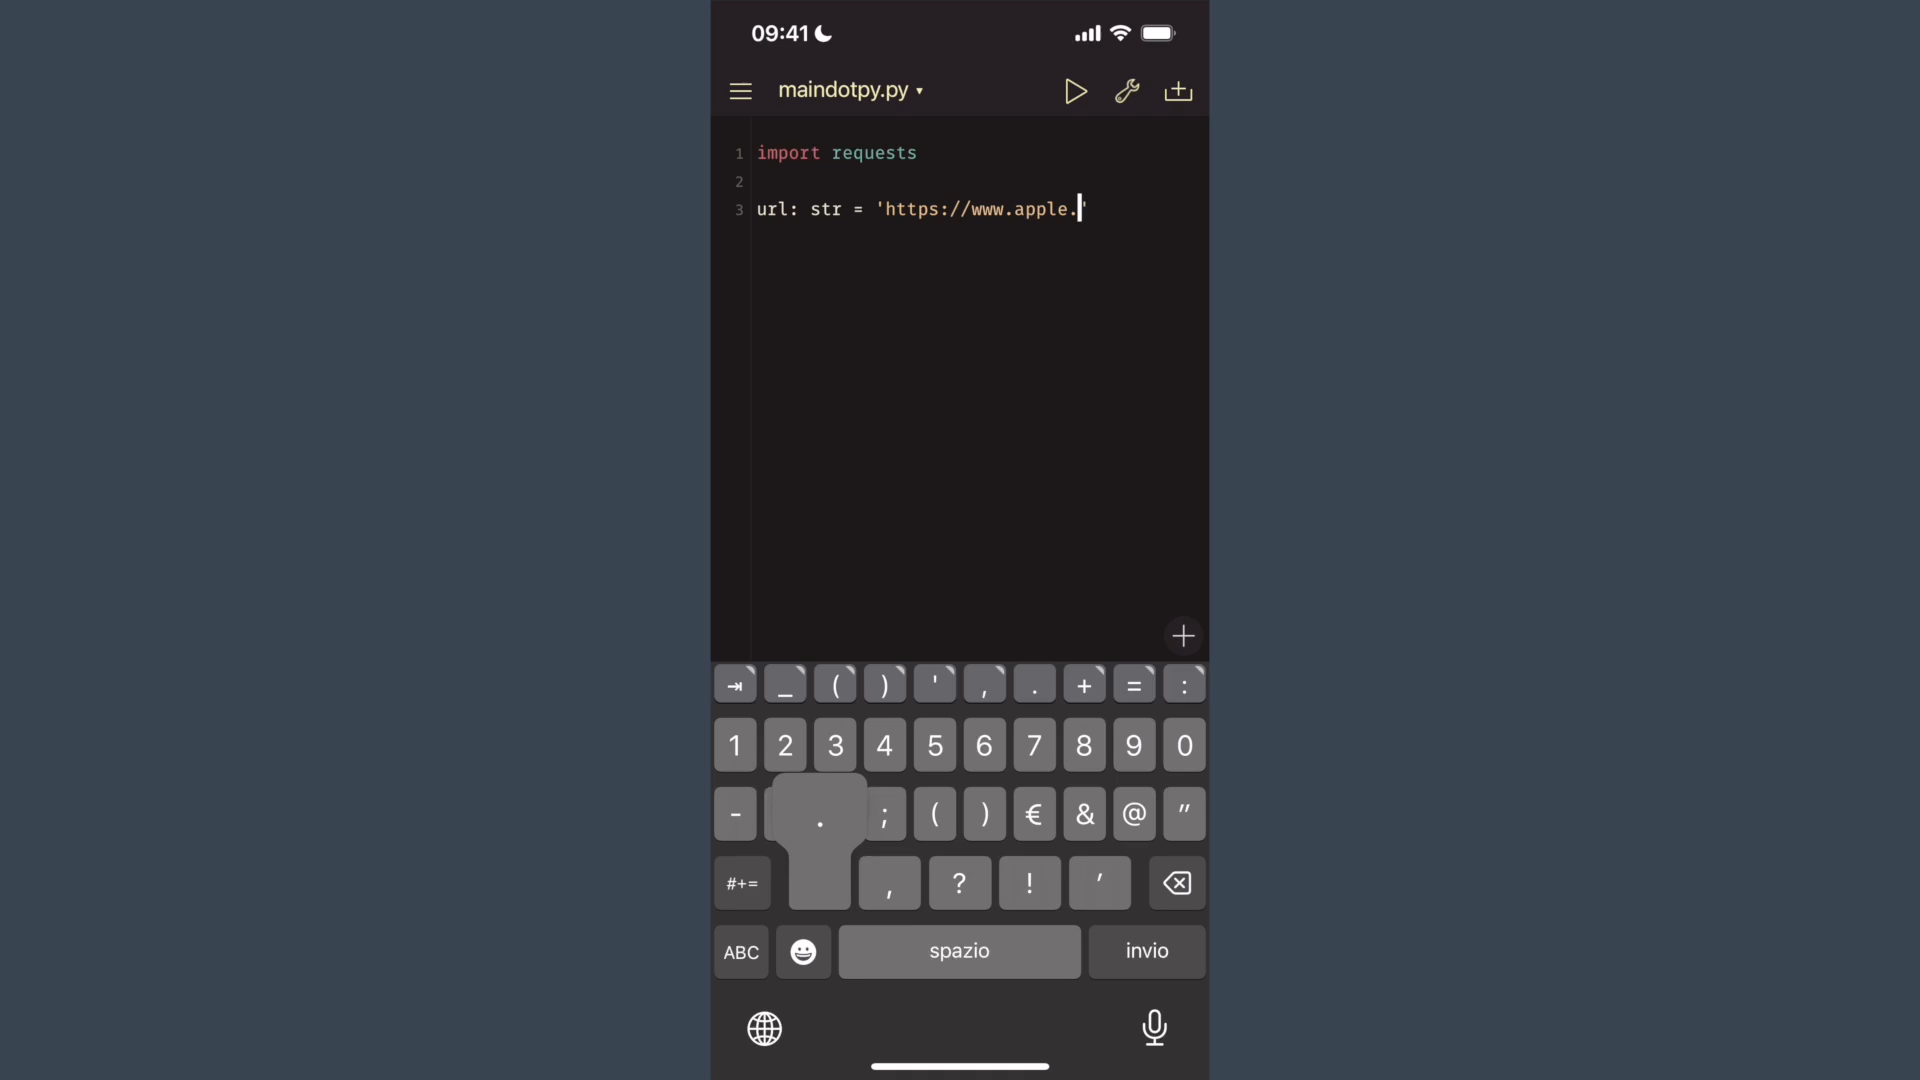 09:41
maindotpy.py
1 import requests
2
3 url: str = 'https://www.apple.'
_ ( ) ' , . + = :
1 2 3 4 5 6 7 8 9 0
- . ; ( ) € & @ "
#+= , ? ! '
ABC spazio invio